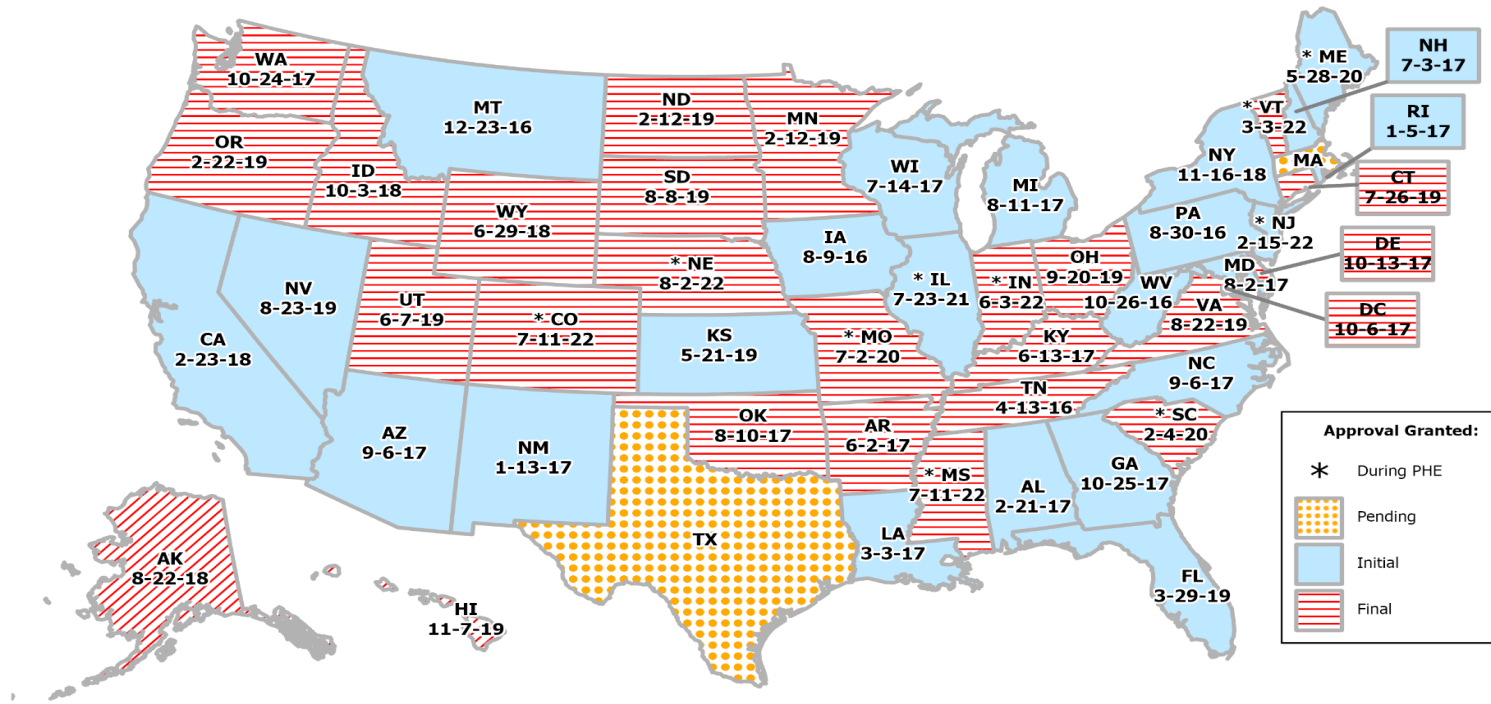 WA
10-24-17
MT
12-23-16
ND
2-12-19
MN
2-12-19
* ME
5-28-20
NH
7-3-17
* VT
3-3-22
RI
1-5-17
OR
2-22-19
ID
10-3-18
SD
8-8-19
WI
7-14-17
MI
8-11-17
NY
11-16-18
MA
CT
7-26-19
WY
6-29-18
IA
8-9-16
PA
8-30-16
* NJ
2-15-22
DE
10-13-17
* NE
8-2-22
* IL
7-23-21
* IN
6-3-22
OH
9-20-19
MD
8-2-17
WV
10-26-16
NV
8-23-19
UT
6-7-19
* CO
7-11-22
VA
8-22-19
DC
10-6-17
CA
2-23-18
KS
5-21-19
* MO
7-2-20
KY
6-13-17
NC
9-6-17
TN
4-13-16
AZ
9-6-17
NM
1-13-17
OK
8-10-17
AR
6-2-17
* SC
2-4-20
* MS
7-11-22
AL
2-21-17
GA
10-25-17
TX
LA
3-3-17
FL
3-29-19
AK
8-22-18
HI
11-7-19
Approval Granted:
* During PHE
Pending
Initial
Final